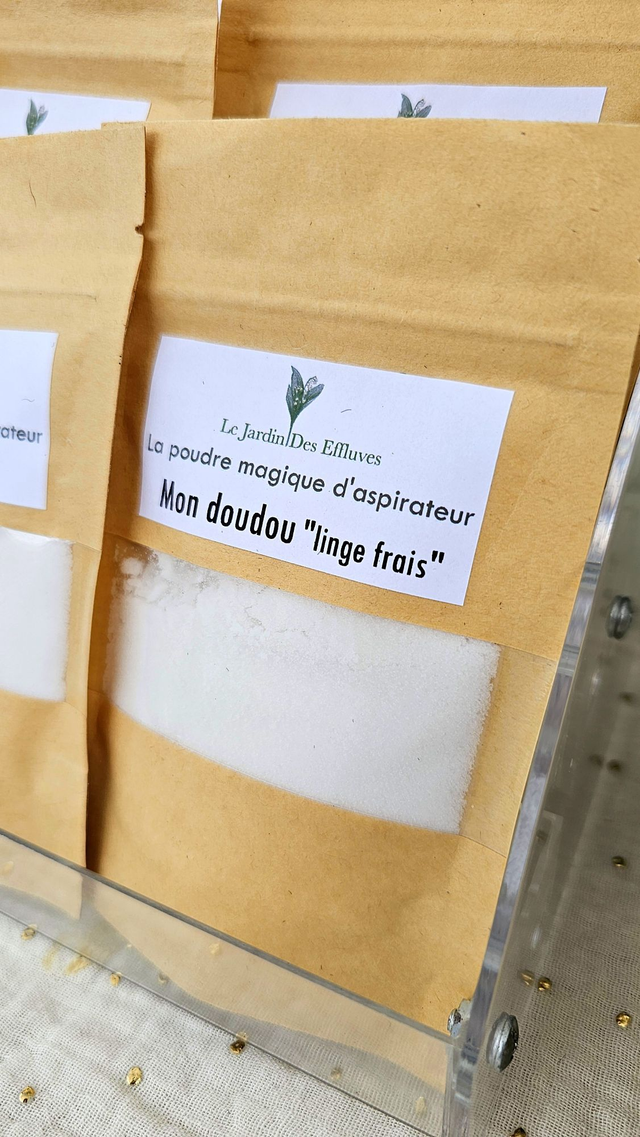 Le Jardin Des Effluves
La poudre magique d'aspirateur
Mon doudou "linge frais"
ateur